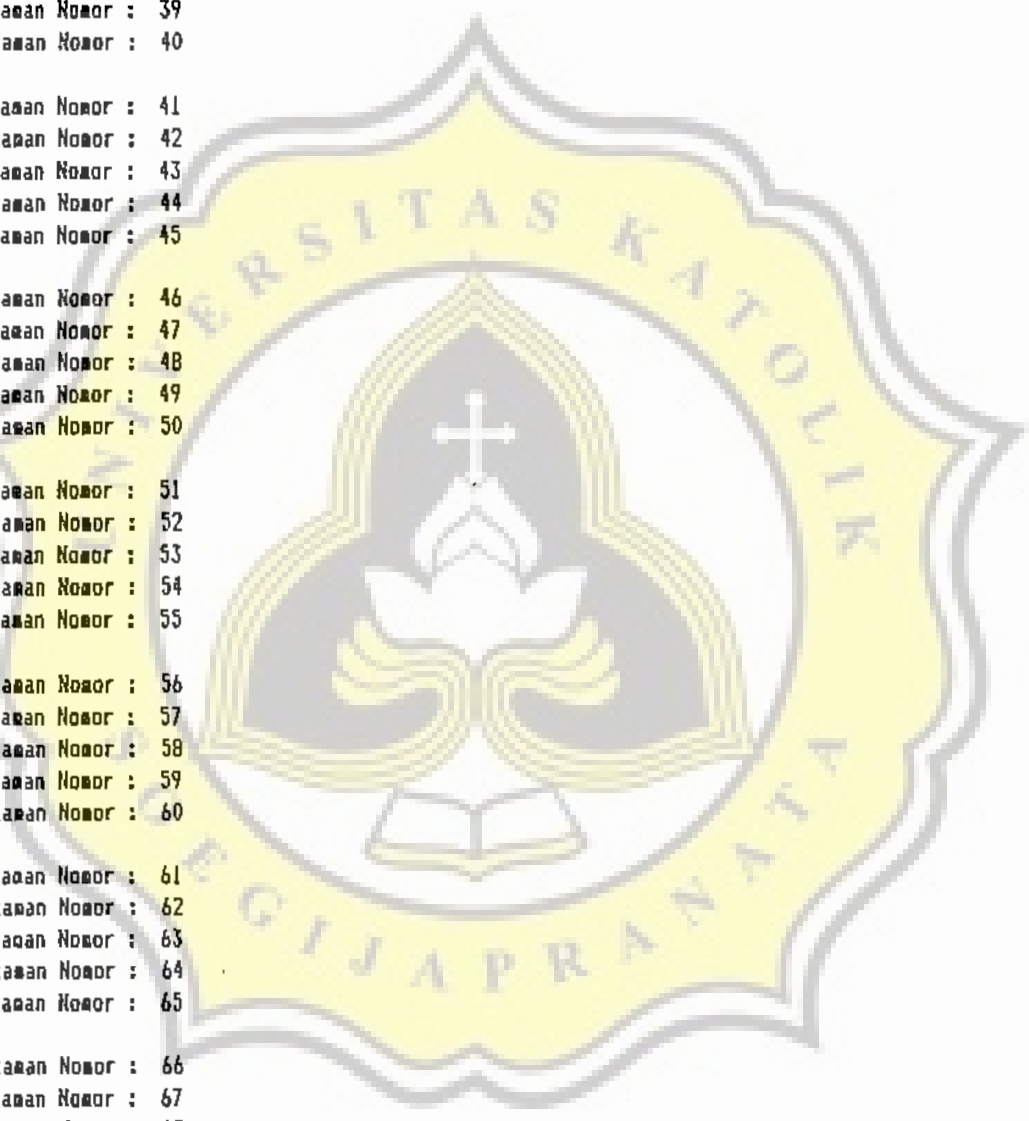 aman Nomor : 39
aman Nomor : 40
aman Nomor : 41
aman Nomor : 42
aman Nomor : 43
aman Nomor : 44
aman Nomor : 45
aman Nomor : 46
aman Nomor : 47
aman Nomor : 48
aman Nomor : 49
aman Nomor : 50
aman Nomor : 51
aman Nomor : 52
aman Nomor : 53
aman Nomor : 54
aman Nomor : 55
aman Nomor : 56
aman Nomor : 57
aman Nomor : 58
aman Nomor : 59
aman Nomor : 60
aman Nomor : 61
aman Nomor : 62
aman Nomor : 63
aman Nomor : 64
aman Nomor : 65
aman Nomor : 66
aman Nomor : 67
UNIVERSITAS KATOLIK
SOEGIJAPRANATA